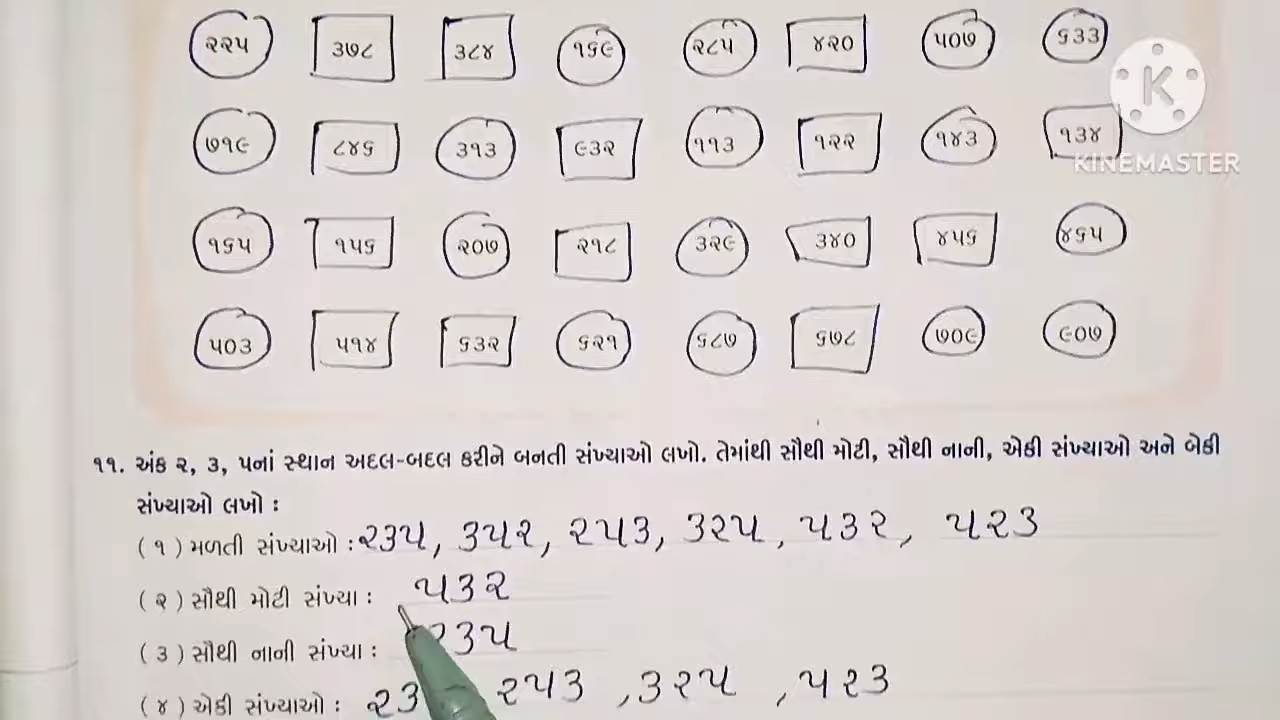 ૨૨૫ ૩૭૮ ૩૮૪ ૧૬૯ ૨૮૫ ૪૨૦ ૫૦૭ ૬૩૩
૭૧૯ ૮૪૬ ૩૧૩ ૯૩૨ ૧૧૩ ૧૨૨ ૧૪૩ ૧૩૪
૧૬૫ ૧૫૬ ૨૦૭ ૨૧૮ ૩૨૯ ૩૪૦ ૪૫૬ ૪૬૫
૫૦૩ ૫૧૪ ૬૩૨ ૬૨૧ ૬૮૭ ૬૭૮ ૭૦૯ ૯૦૭
K
KINEMASTER
૧૧. અંક ૨, ૩, ૫નાં સ્થાન અદલ-બદલ કરીને બનતી સંખ્યાઓ લખો. તેમાંથી સૌથી મોટી, સૌથી નાની, એકી સંખ્યાઓ અને બેકી
સંખ્યાઓ લખો :
(૧) મળતી સંખ્યાઓ : ૨૩૫, ૩૫૨, ૨૫૩, ૩૨૫, ૫૩૨, ૫૨૩
(૨) સૌથી મોટી સંખ્યા : ૫૩૨
(૩) સૌથી નાની સંખ્યા : ૨૩૫
(૪) એકી સંખ્યાઓ : ૨૩ ૨૫૩ , ૩૨૫ , ૫૨૩